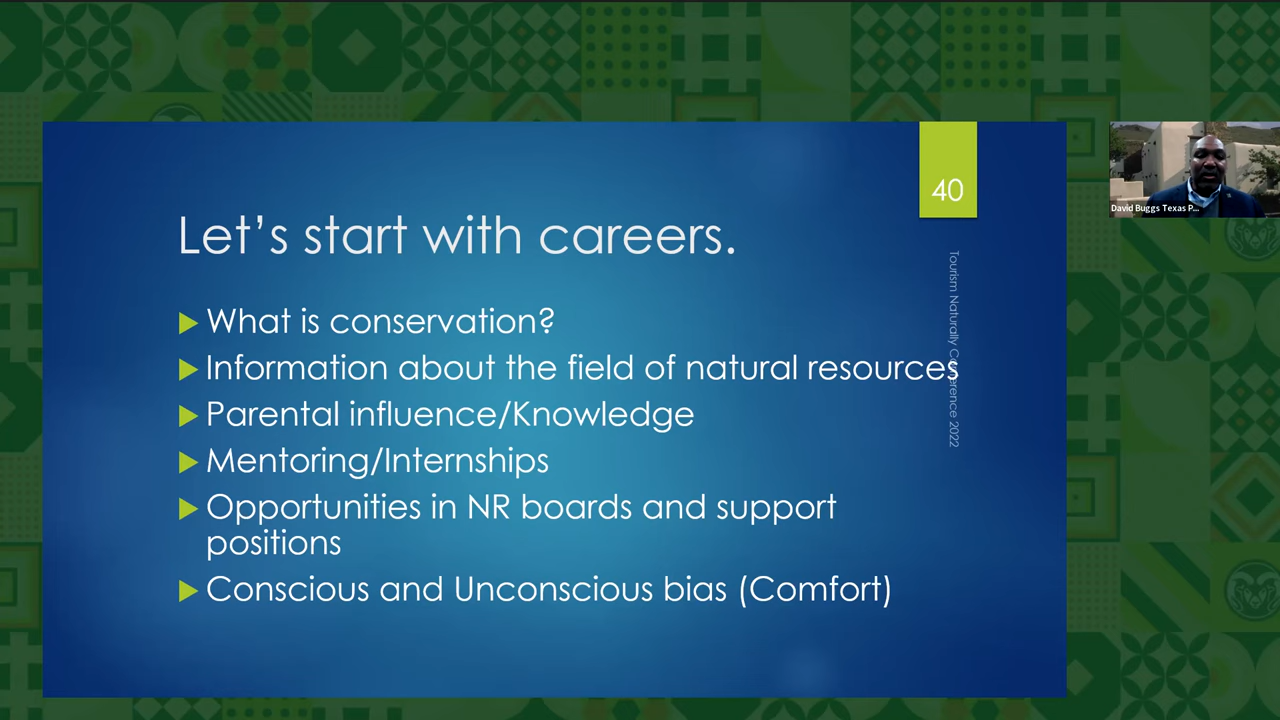 40
Let's start with careers.
What is conservation?
Information about the field of natural resources
Parental influence/Knowledge
Mentoring/Internships
Opportunities in NR boards and support
positions
Conscious and Unconscious bias (Comfort)
Tourism Naturally Conference 2022
David Buggs Texas P...